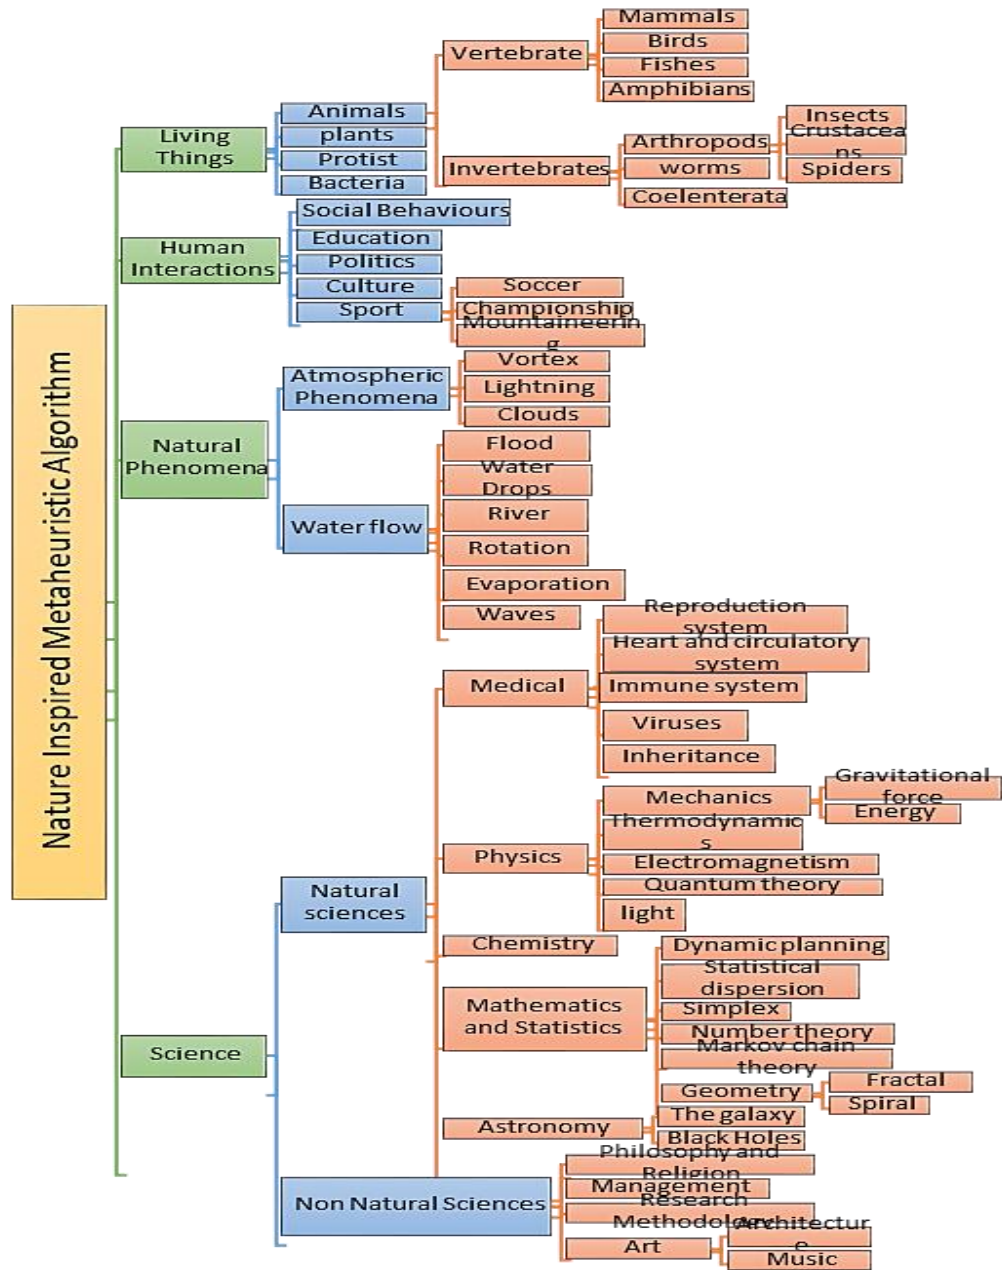 Nature Inspired Metaheuristic Algorithm
Living
Things
Animals
Vertebrate
Mammals
Birds
Fishes
Amphibians
Invertebrates
Arthropods
Insects
Crustacea
ns
Spiders
worms
Coelenterata
plants
Protist
Bacteria
Human
Interactions
Social Behaviours
Education
Politics
Culture
Sport
Soccer
Championship
Mountaineerin
g
Natural
Phenomena
Atmospheric
Phenomena
Vortex
Lightning
Clouds
Water flow
Flood
Water
Drops
River
Rotation
Evaporation
Waves
Science
Natural
sciences
Medical
Reproduction
system
Heart and circulatory
system
Immune system
Viruses
Inheritance
Physics
Mechanics
Gravitational
force
Energy
Thermodynamic
s
Electromagnetism
Quantum theory
light
Chemistry
Mathematics
and Statistics
Dynamic planning
Statistical
dispersion
Simplex
Number theory
Markov chain
theory
Geometry
Fractal
Spiral
Astronomy
The galaxy
Black Holes
Non Natural Sciences
Philosophy and
Religion
Management
Research
Methodology
Art
Architectur
e
Music